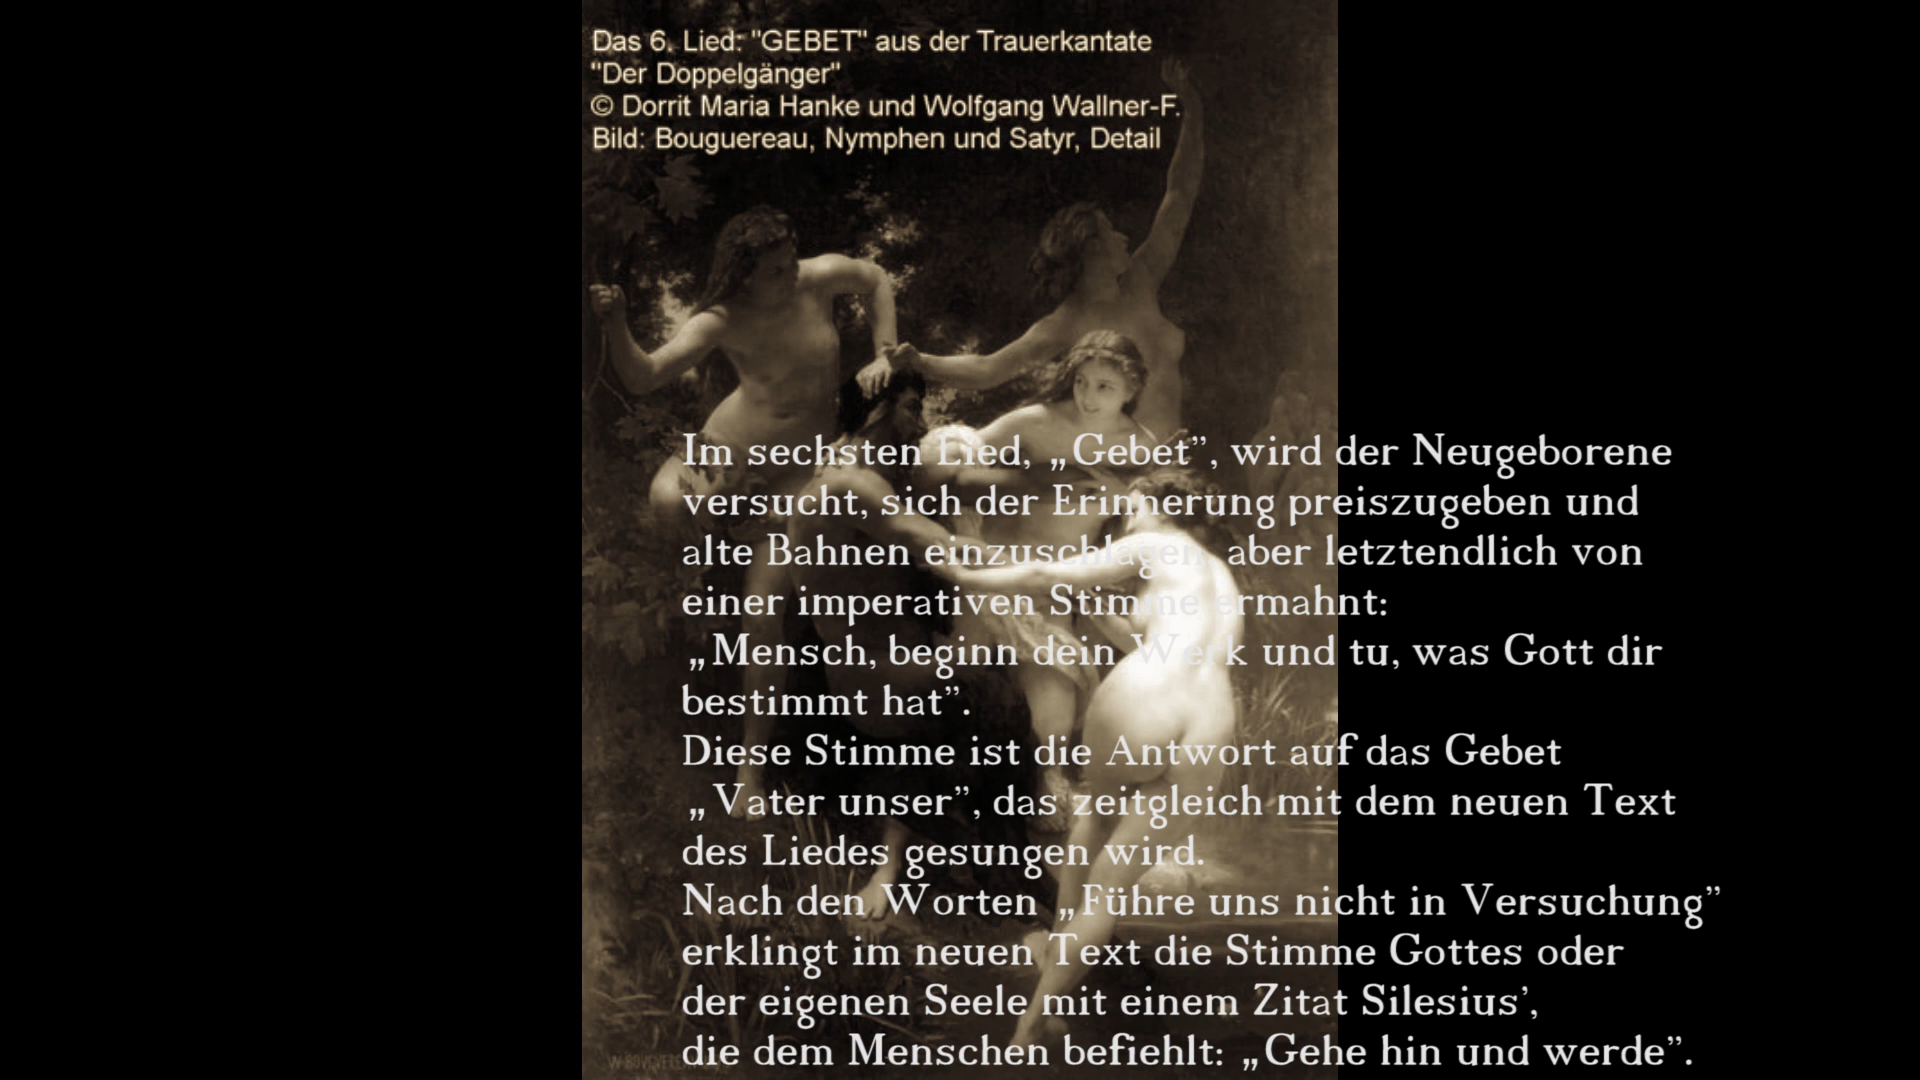 Das 6. Lied: "GEBET" aus der Trauerkantate
"Der Doppelgänger"
© Dorrit Maria Hanke und Wolfgang Wallner-F.
Bild: Bouguereau, Nymphen und Satyr, Detail
Im sechsten Lied, „Gebet”, wird der Neugeborene
versucht, sich der Erinnerung preiszugeben und
alte Bahnen einzuschlagen, aber letztendlich von
einer imperativen Stimme ermahnt:
„Mensch, beginn dein Werk und tu, was Gott dir
bestimmt hat”.
Diese Stimme ist die Antwort auf das Gebet
„Vater unser”, das zeitgleich mit dem neuen Text
des Liedes gesungen wird.
Nach den Worten „Führe uns nicht in Versuchung”
erklingt im neuen Text die Stimme Gottes oder
der eigenen Seele mit einem Zitat Silesius’,
die dem Menschen befiehlt: „Gehe hin und werde”.